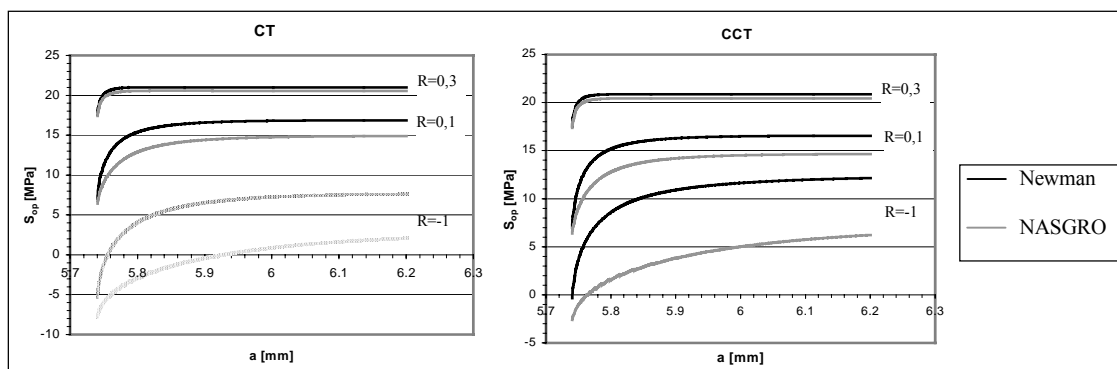 CT
25
20
15
10
5
0
-5
-10
5.7
5.8
5.9
6
6.1
6.2
6.3
S_op [MPa]
a [mm]
R=0,3
R=0,1
R=-1
CCT
25
20
15
10
5
0
-5
5.7
5.8
5.9
6
6.1
6.2
6.3
S_op [MPa]
a [mm]
R=0,3
R=0,1
R=-1
Newman
NASGRO